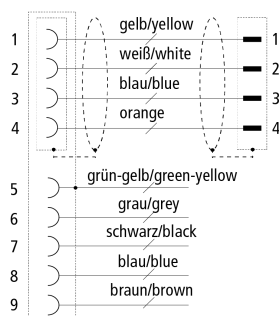 gelb/yellow
1 1
weiß/white
2 2
blau/blue
3 3
orange
4 4
grün-gelb/green-yellow
5
grau/grey
6
schwarz/black
7
blau/blue
8
braun/brown
9